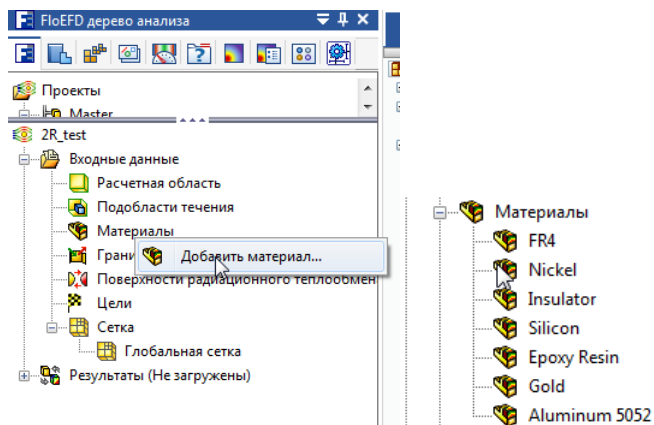 FloEFD дерево анализа
Проекты
Master
2R_test
Входные данные
Расчетная область
Подобласти течения
Материалы
Грани
Добавить материал...
Поверхности радиационного теплообмен
Цели
Сетка
Глобальная сетка
Результаты (Не загружены)
Материалы
FR4
Nickel
Insulator
Silicon
Epoxy Resin
Gold
Aluminum 5052